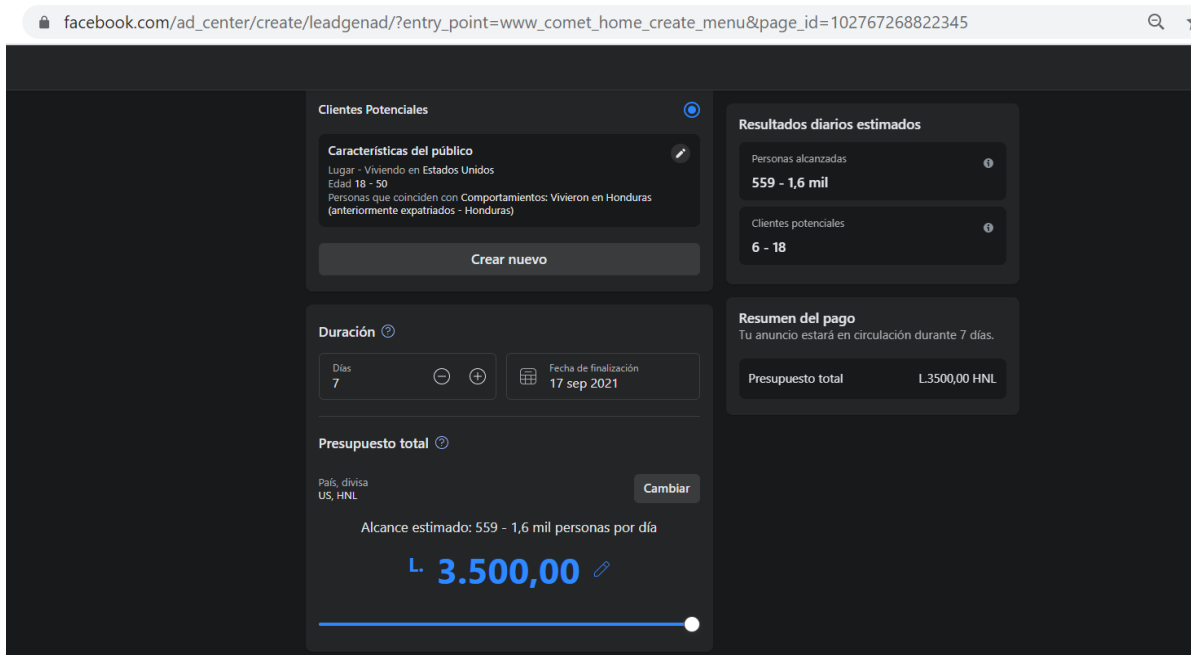 facebook.com/ad_center/create/leadgenad/?entry_point=www_comet_home_create_menu&page_id=102767268822345
Clientes Potenciales
Características del público
Lugar - Viviendo en Estados Unidos
Edad 18 - 50
Personas que coinciden con Comportamientos: Vivieron en Honduras
(anteriormente expatriados - Honduras)
Crear nuevo
Duración
Días
7
Fecha de finalización
17 sep 2021
Presupuesto total
País, divisa
US, HNL
Cambiar
Alcance estimado: 559 - 1,6 mil personas por día
L. 3.500,00
Resultados diarios estimados
Personas alcanzadas
559 - 1,6 mil
Clientes potenciales
6 - 18
Resumen del pago
Tu anuncio estará en circulación durante 7 días.
Presupuesto total L.3500,00 HNL